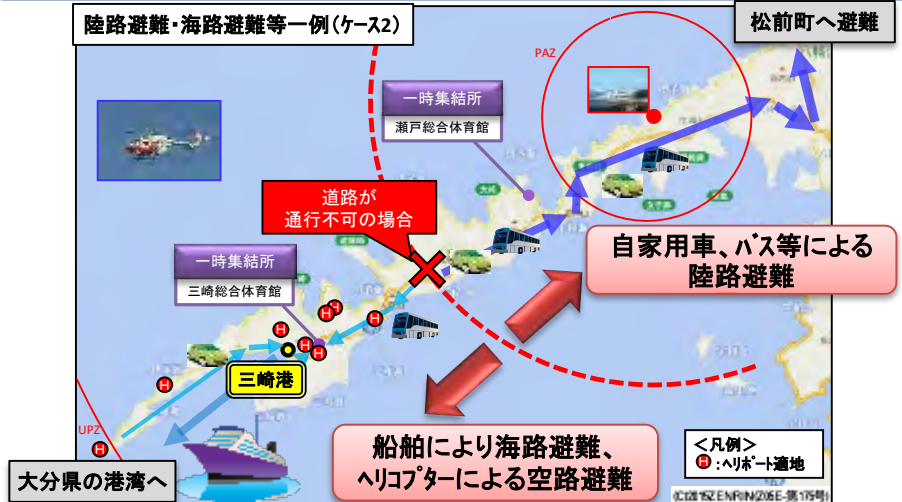 陸路避難・海路避難等一例(ケース2)
松前町へ避難
PAZ
一時集結所
瀬戸総合体育館
道路が
通行不可の場合
自家用車、バス等による
陸路避難
一時集結所
三崎総合体育館
H
H
H
H
H
H
H
H
三崎港
UPZ
船舶により海路避難、
ヘリコプターによる空路避難
<凡例>
H:ヘリポート適地
大分県の港湾へ